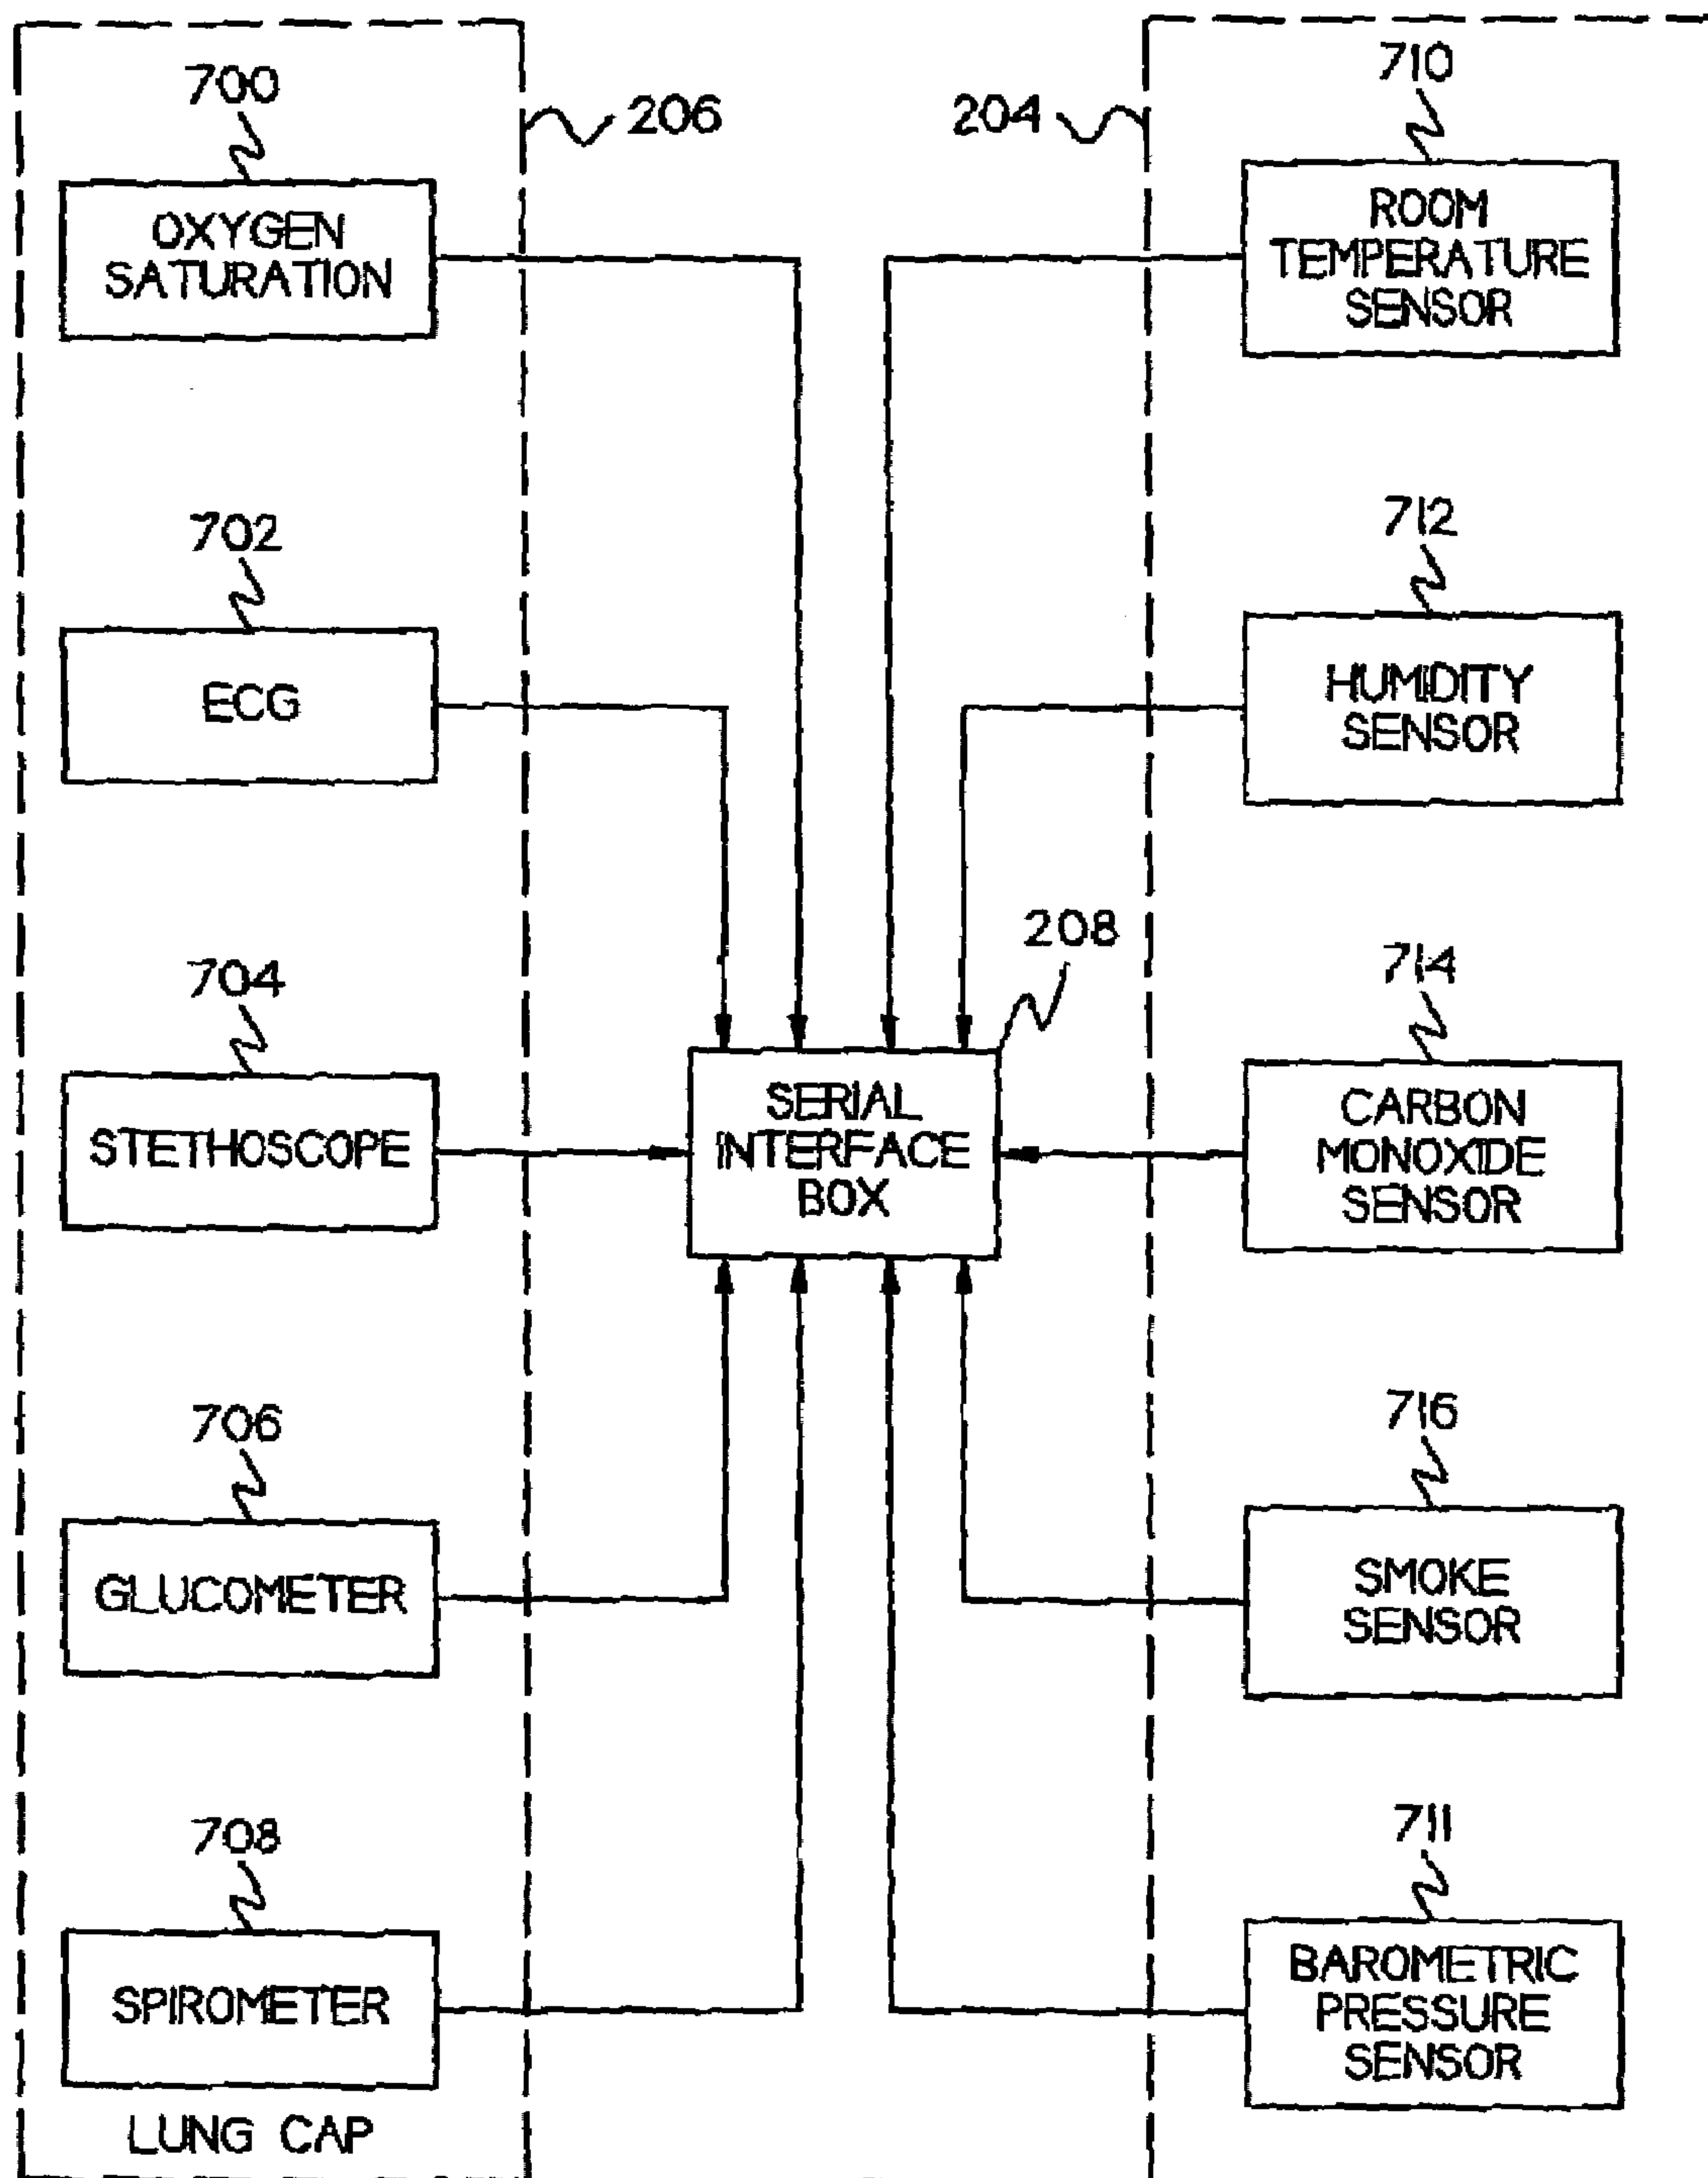 700
OXYGEN
SATURATION
702
ECG
704
STETHOSCOPE
706
GLUCOMETER
708
SPIROMETER
LUNG CAP
206
204
208
SERIAL
INTERFACE
BOX
710
ROOM
TEMPERATURE
SENSOR
712
HUMIDITY
SENSOR
714
CARBON
MONOXIDE
SENSOR
716
SMOKE
SENSOR
711
BAROMETRIC
PRESSURE
SENSOR